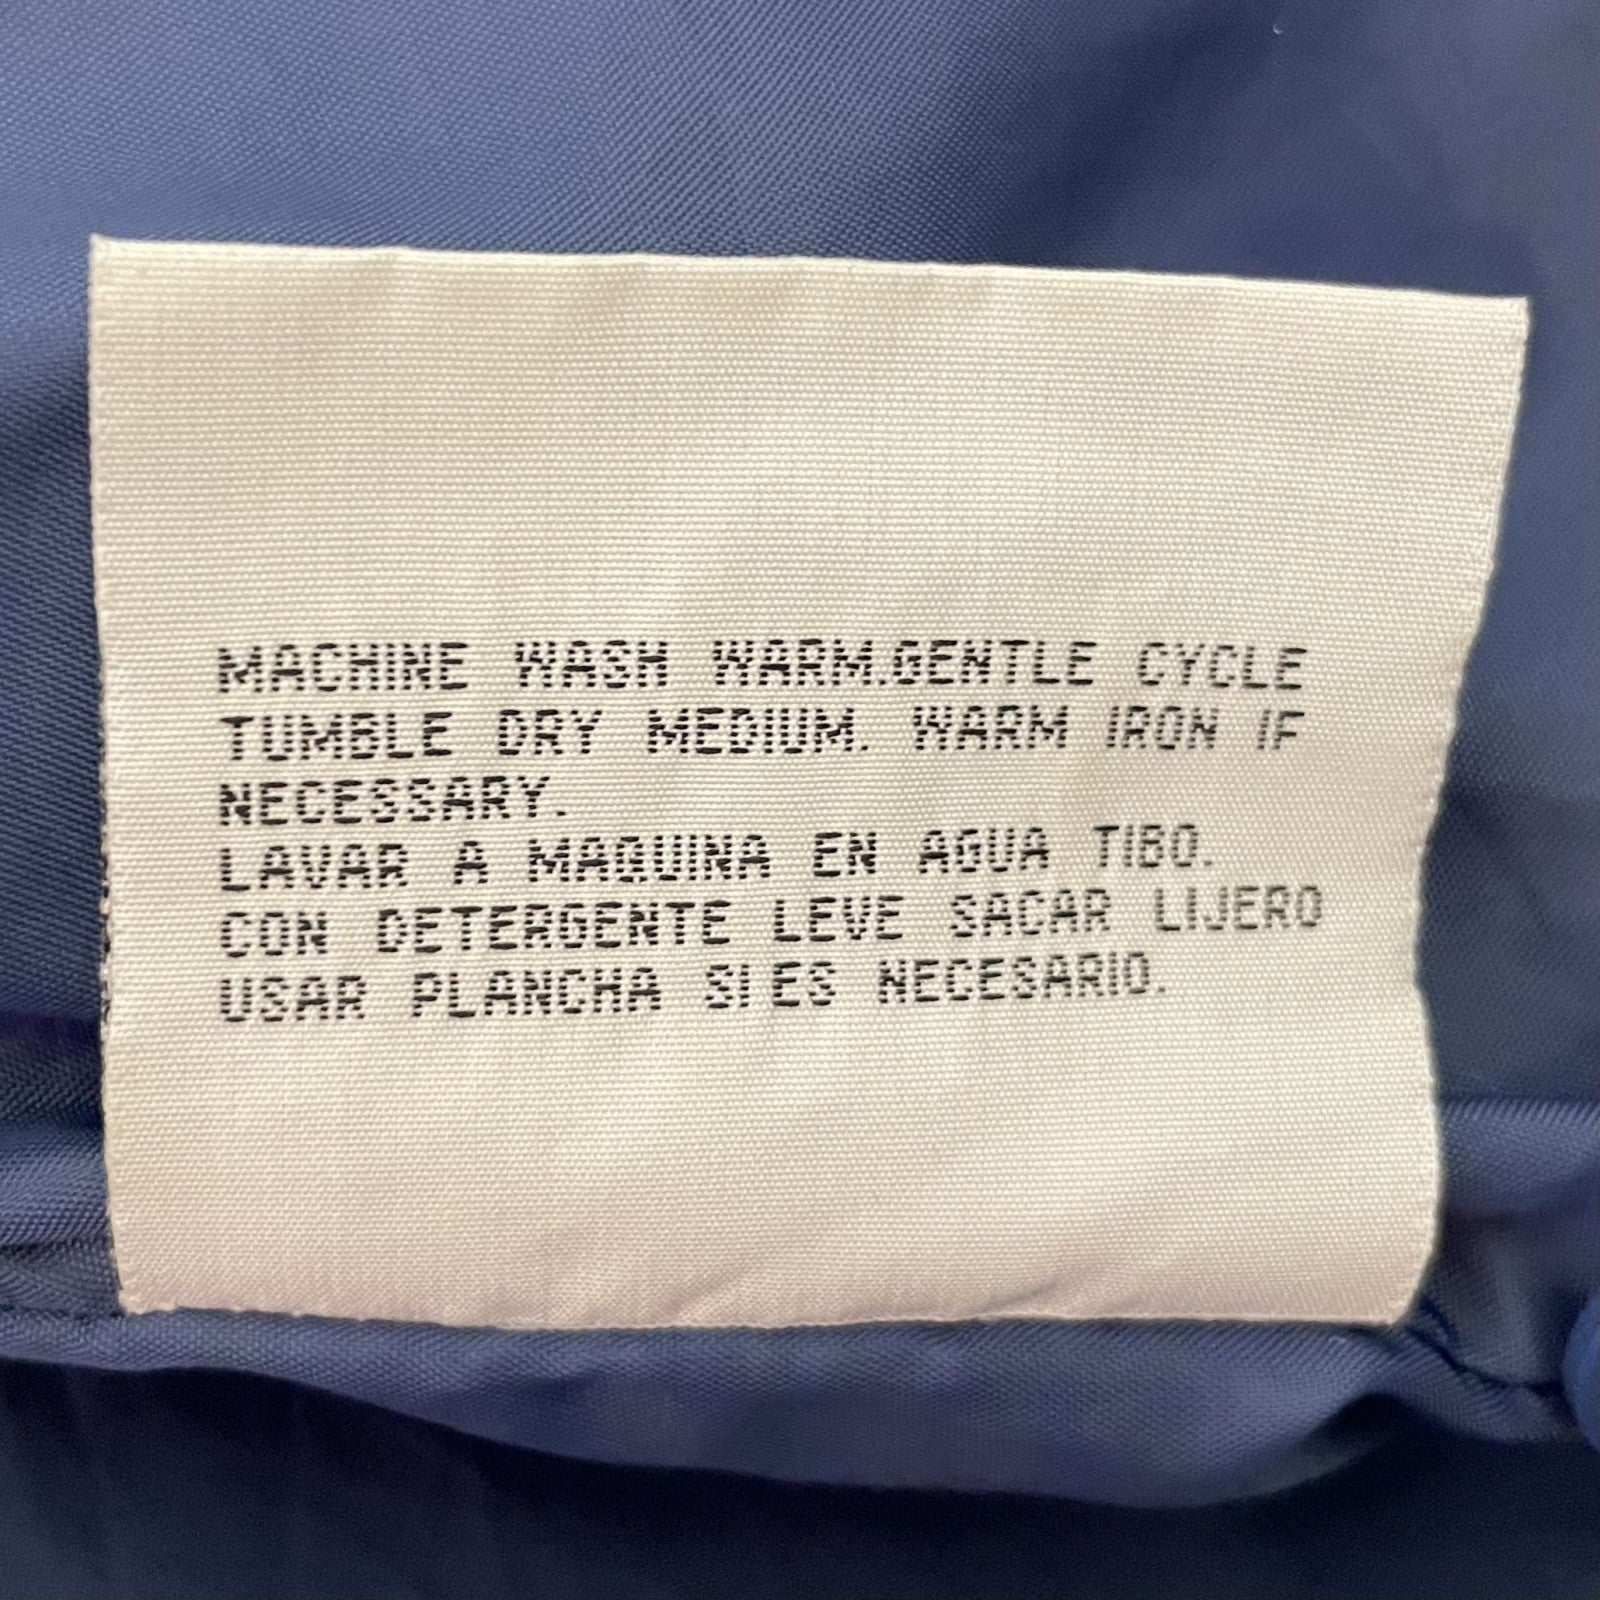 MACHINE WASH WARM.GENTLE CYCLE
TUMBLE DRY MEDIUM. WARM IRON IF
NECESSARY.
LAVAR A MAQUINA EN AGUA TIBO.
CON DETERGENTE LEVE SACAR LIJERO
USAR PLANCHA SI ES NECESARIO.